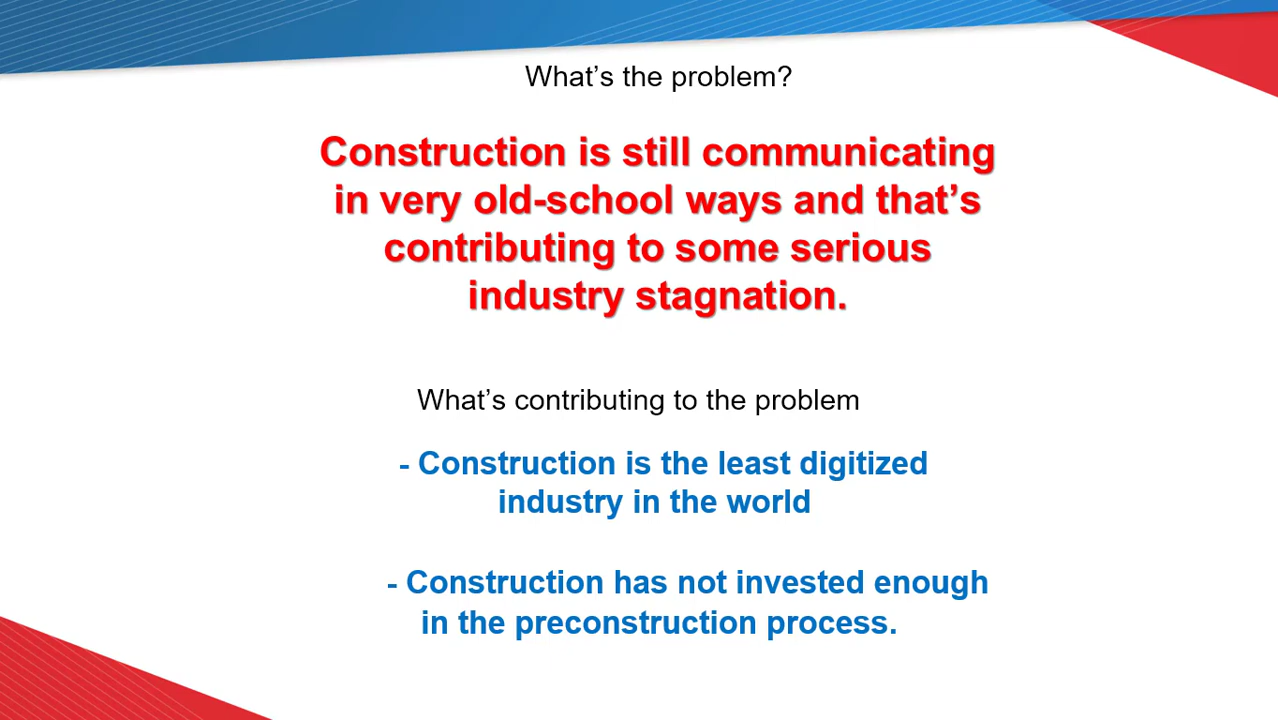 What’s the problem?
Construction is still communicating
in very old-school ways and that’s
contributing to some serious
industry stagnation.
What’s contributing to the problem
- Construction is the least digitized
industry in the world
- Construction has not invested enough
in the preconstruction process.